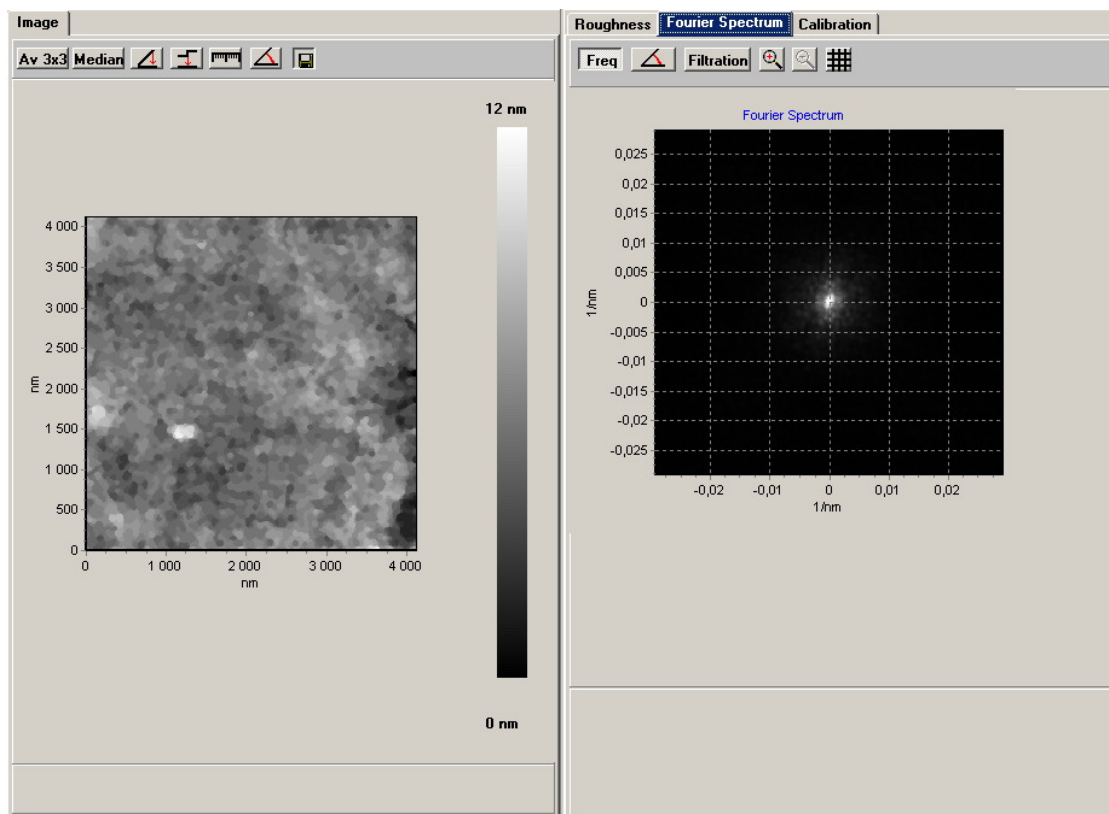 Image
Av 3x3 Median
12 nm
4 000
3 500
3 000
2 500
2 000
1 500
1 000
500
0
nm
0 1 000 2 000 3 000 4 000
nm
0 nm
Roughness Fourier Spectrum Calibration
Freq Filtration
Fourier Spectrum
0,025
0,02
0,015
0,01
0,005
0
-0,005
-0,01
-0,015
-0,02
-0,025
1/nm
-0,02 -0,01 0 0,01 0,02
1/nm